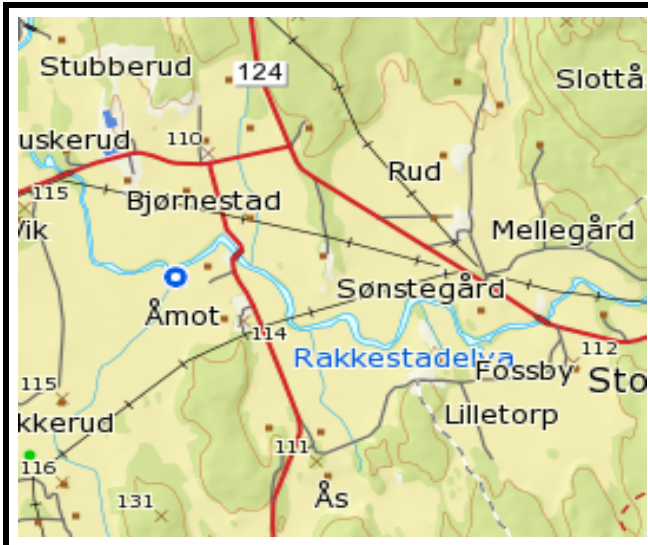 Stubberud
124
Slottå
uskerud
110
Rud
115
Bjørnestad
Vik
Mellegård
Sønstegård
Åmot
114
Rakkestadelva
112
Fossby
Sto
115
kkerud
Lilletorp
111
116
Ås
131